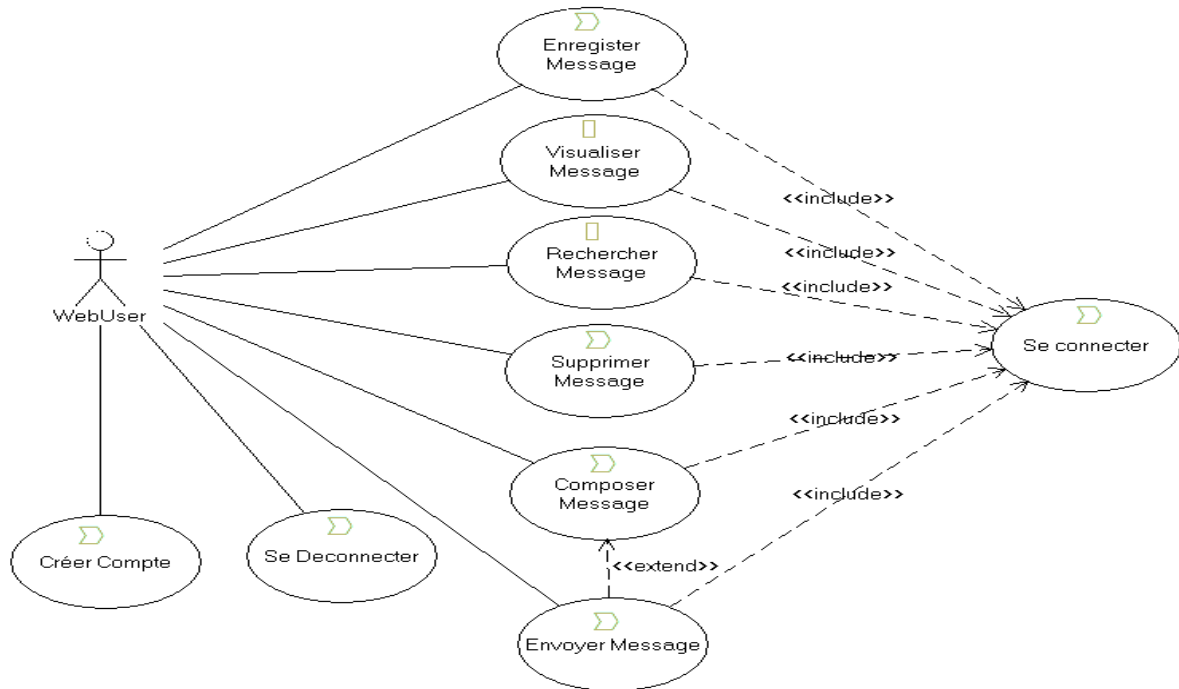 Enregister
Message
Visualiser
Message
<<include>>
Rechercher
Message
<<include>>
<<include>>
WebUser
Se connecter
Supprimer
Message
<<include>>
<<include>>
Composer
Message
<<include>>
Créer Compte
Se Deconnecter
<<extend>>
Envoyer Message